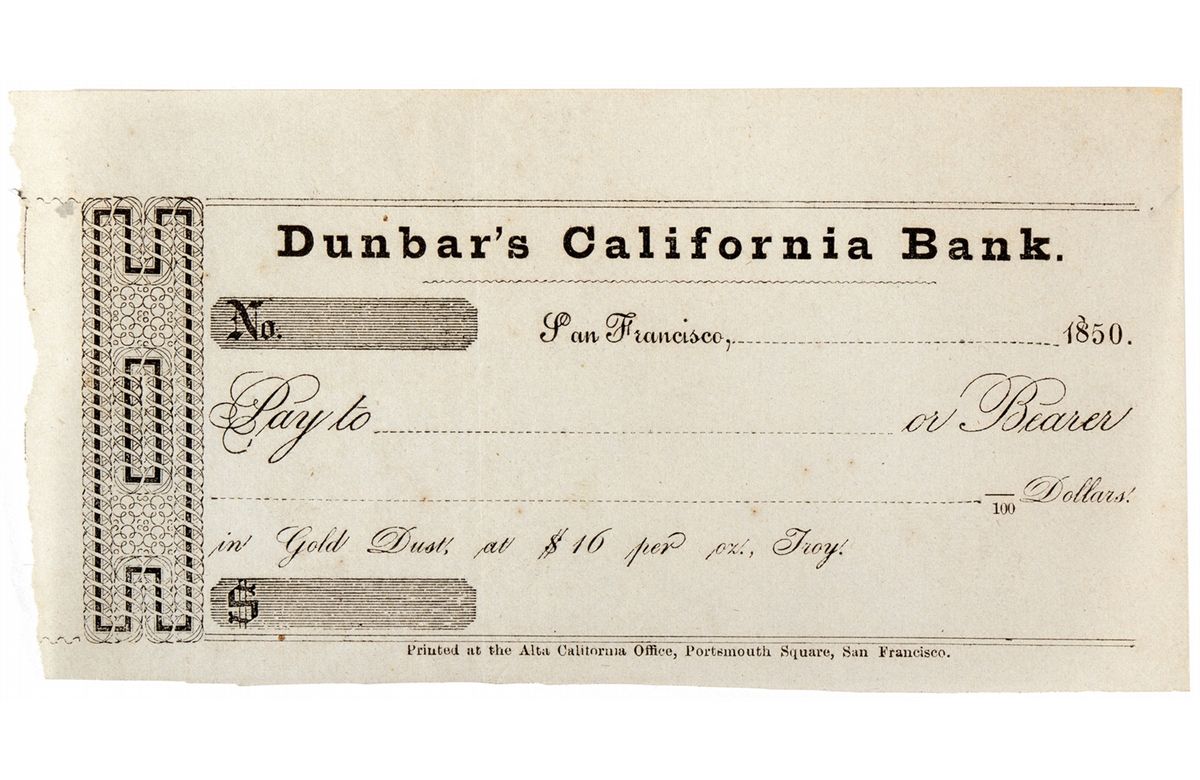 Dunbar's California Bank.
No. San Francisco, 1850.
Pay to or Bearer
/100 Dollars.
in Gold Dust, at $16 per oz., Troy.
$
Printed at the Alta California Office, Portsmouth Square, San Francisco.